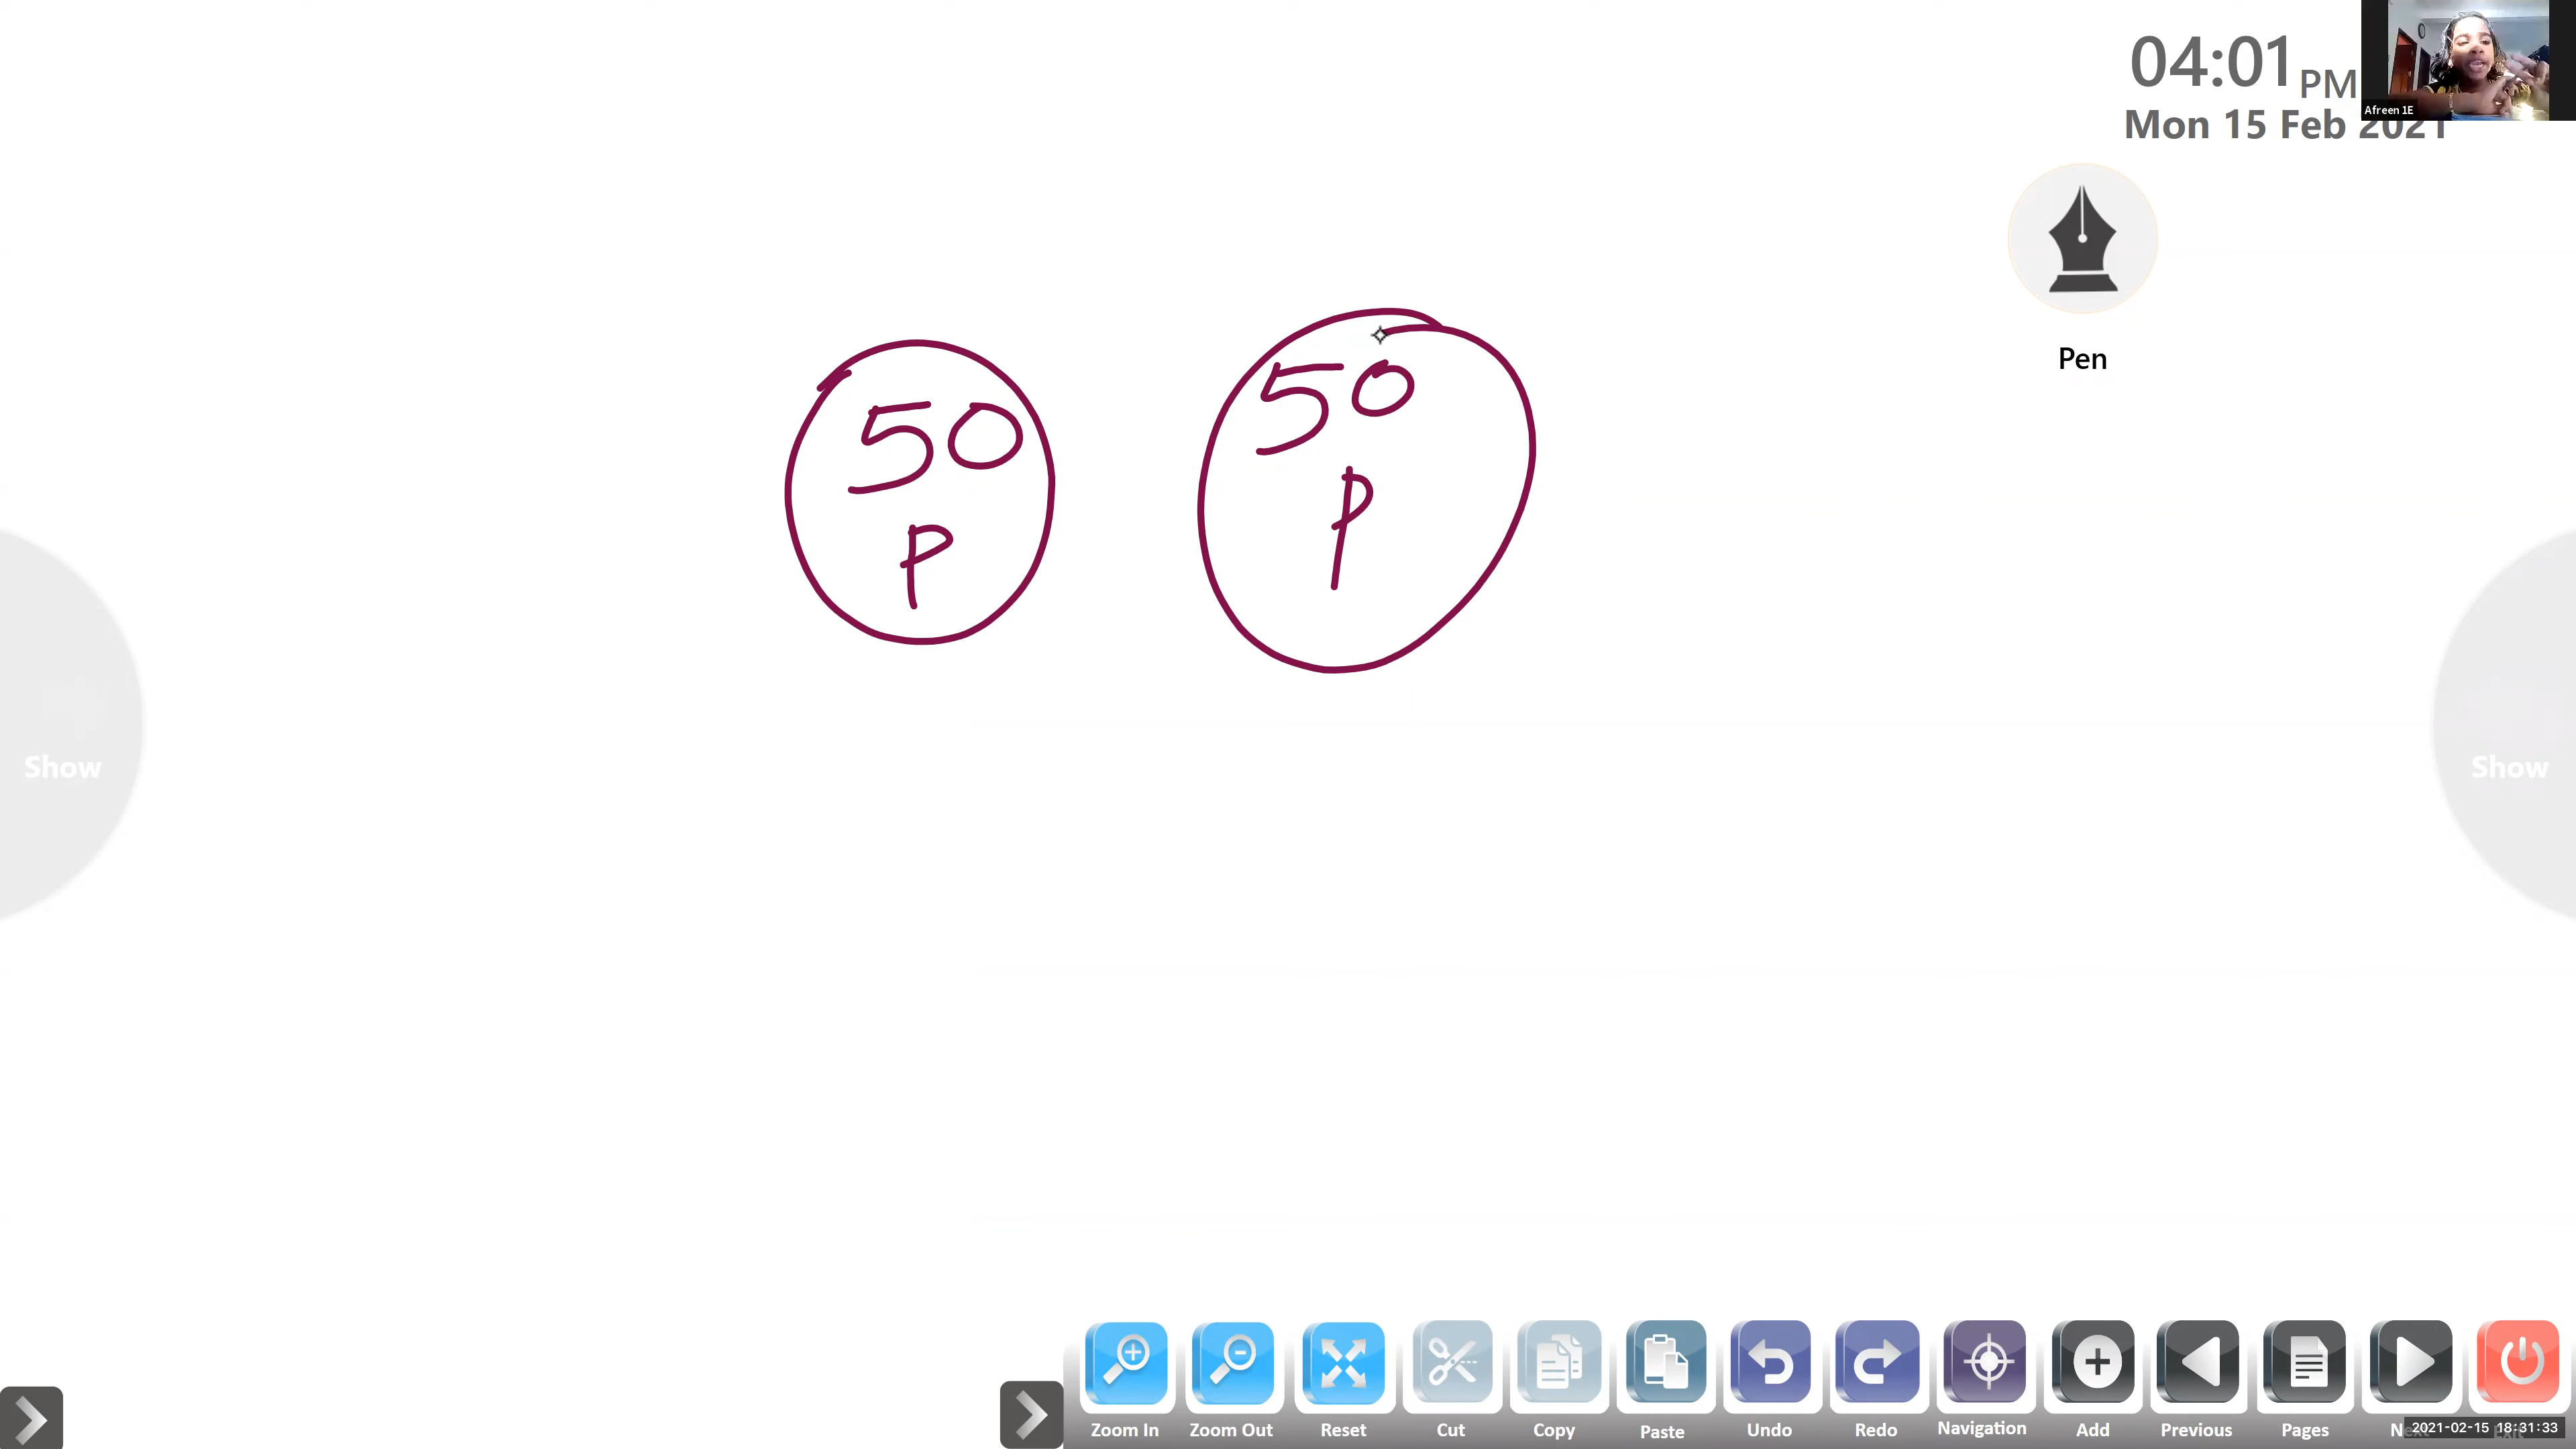 04:01 PM
Afreen 1E
Mon 15 Feb 2021
Pen
50
P
50
P
Show
Show
Zoom In
Zoom Out
Reset
Cut
Copy
Paste
Undo
Redo
Navigation
Add
Previous
Pages
2021-02-15 18:31:33